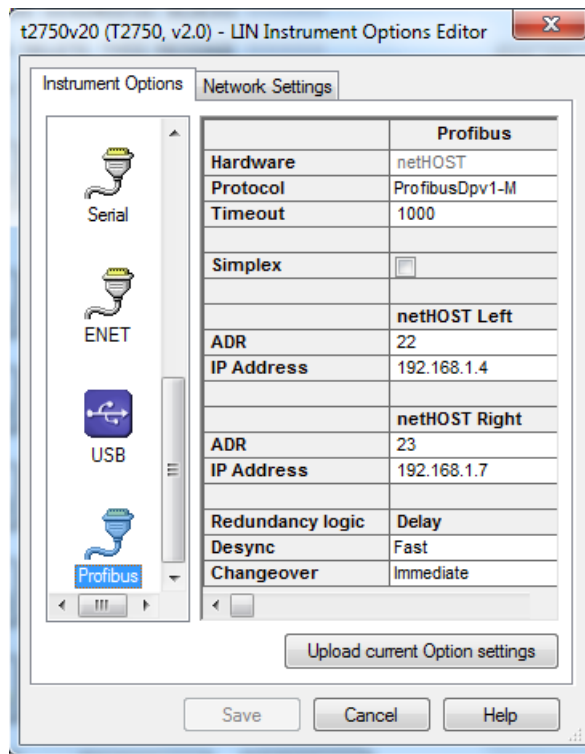 t2750v20 (T2750, v2.0) - LIN Instrument Options Editor
Instrument Options
Network Settings
Serial
ENET
USB
Profibus
Profibus
Hardware netHOST
Protocol ProfibusDpv1-M
Timeout 1000
Simplex
netHOST Left
ADR 22
IP Address 192.168.1.4
netHOST Right
ADR 23
IP Address 192.168.1.7
Redundancy logic Delay
Desync Fast
Changeover Immediate
Upload current Option settings
Save Cancel Help